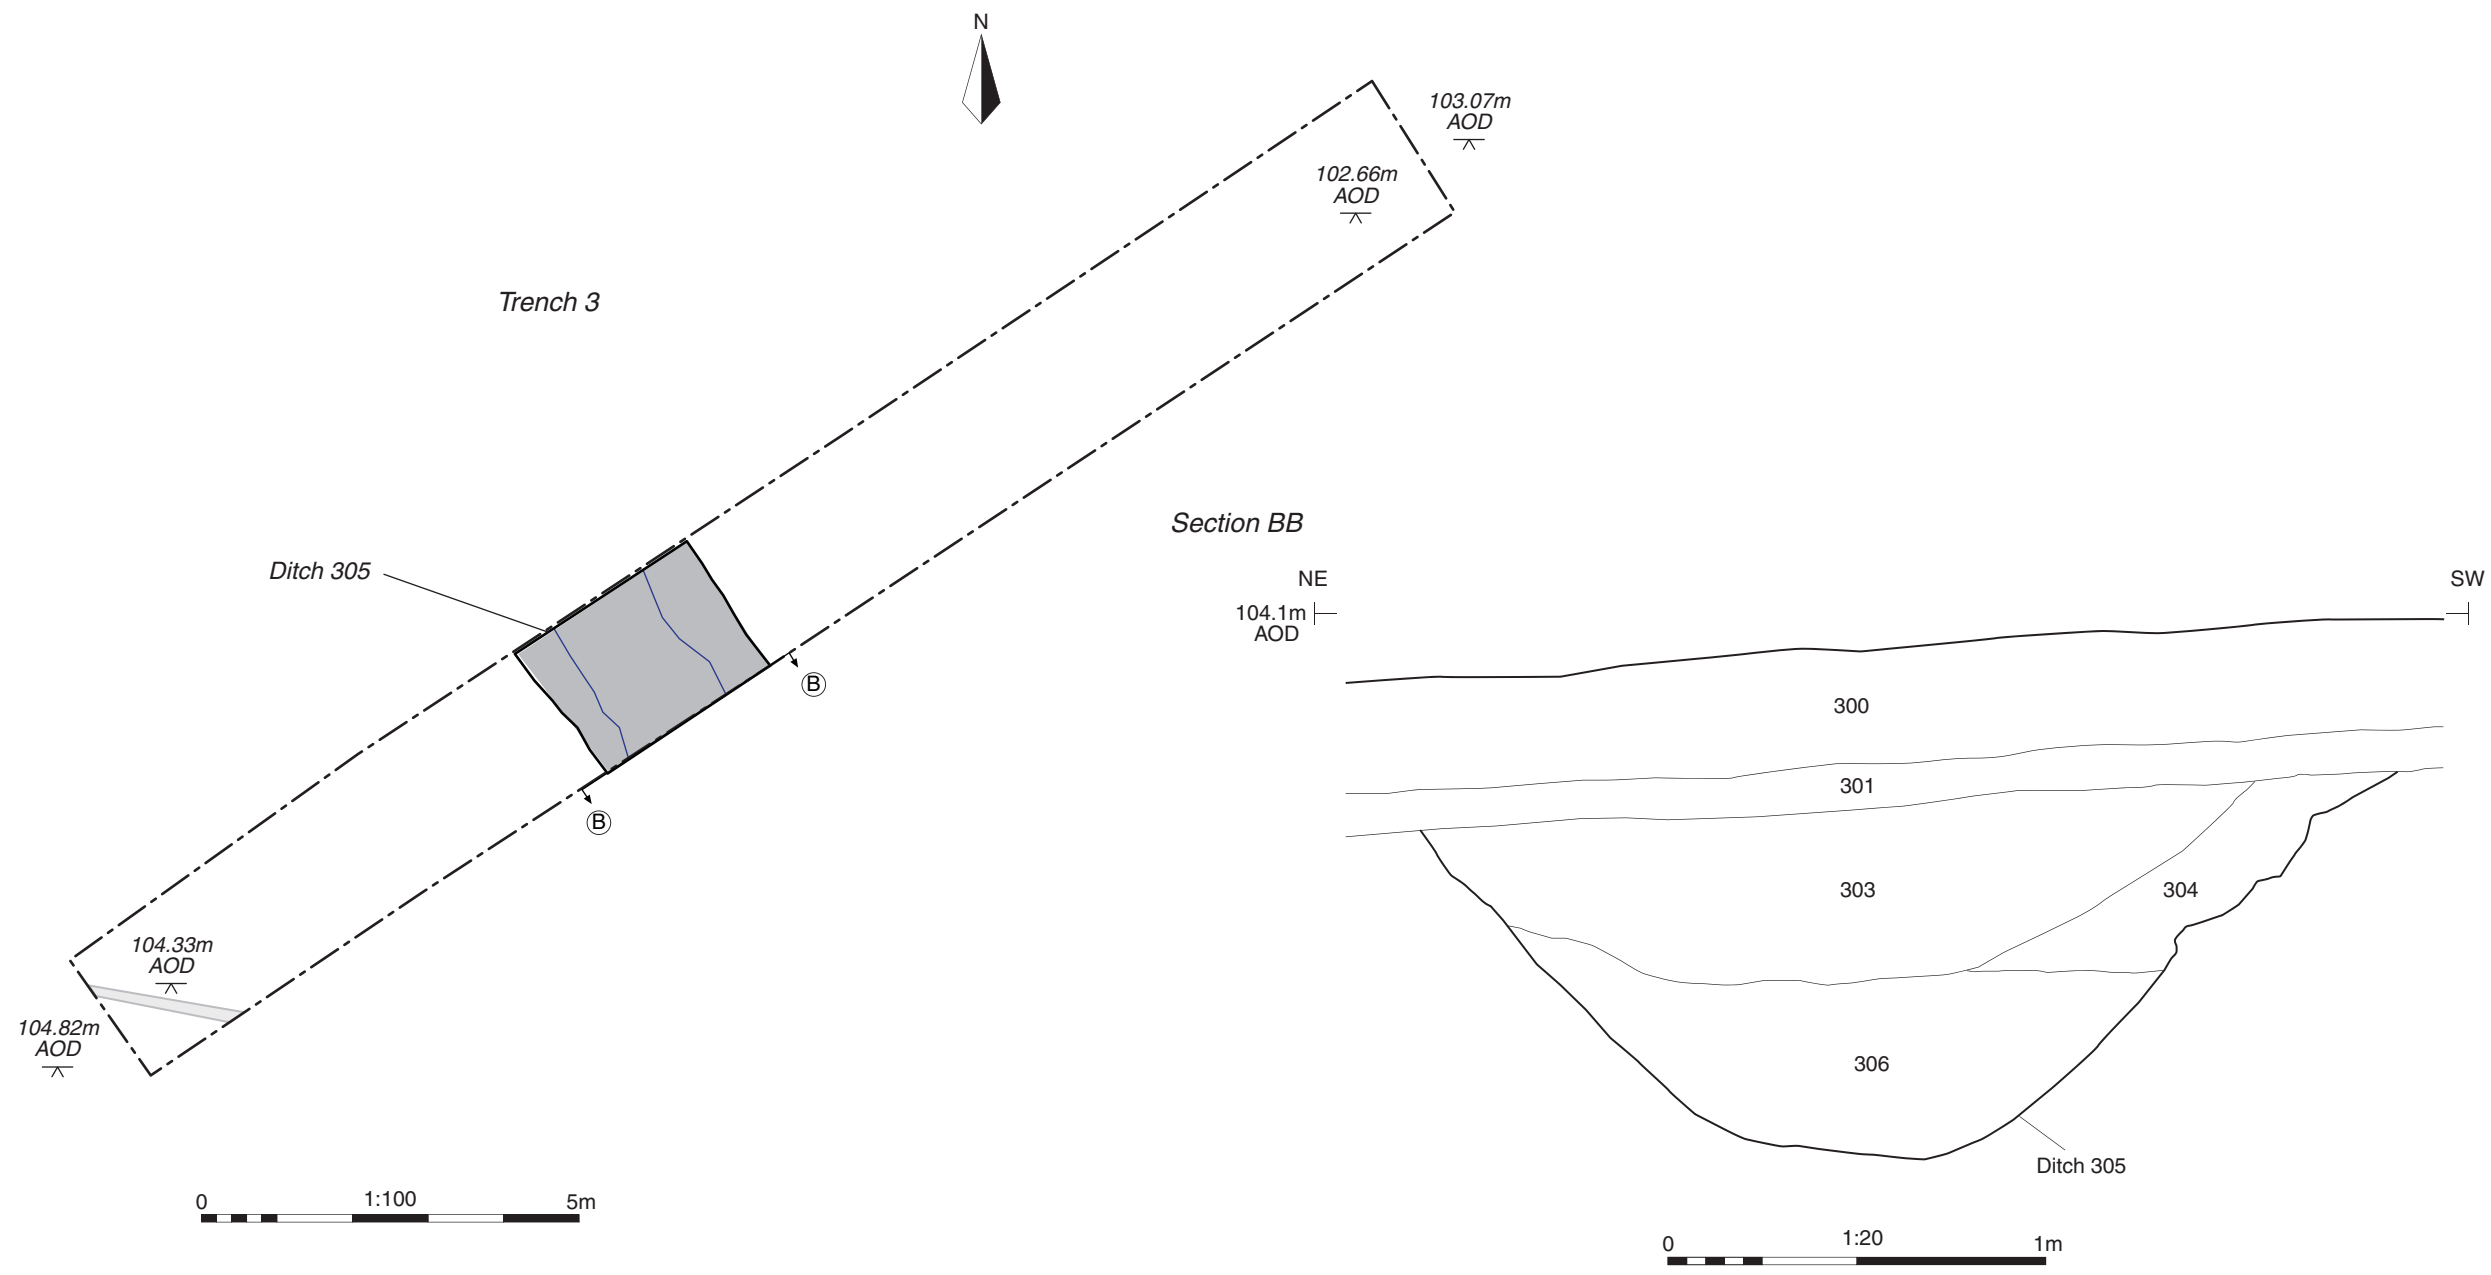 N
103.07m
AOD
102.66m
AOD
Trench 3
Ditch 305
B
B
104.33m
AOD
104.82m
AOD
0 1:100 5m
Section BB
NE
SW
104.1m
AOD
300
301
303
304
306
Ditch 305
0 1:20 1m